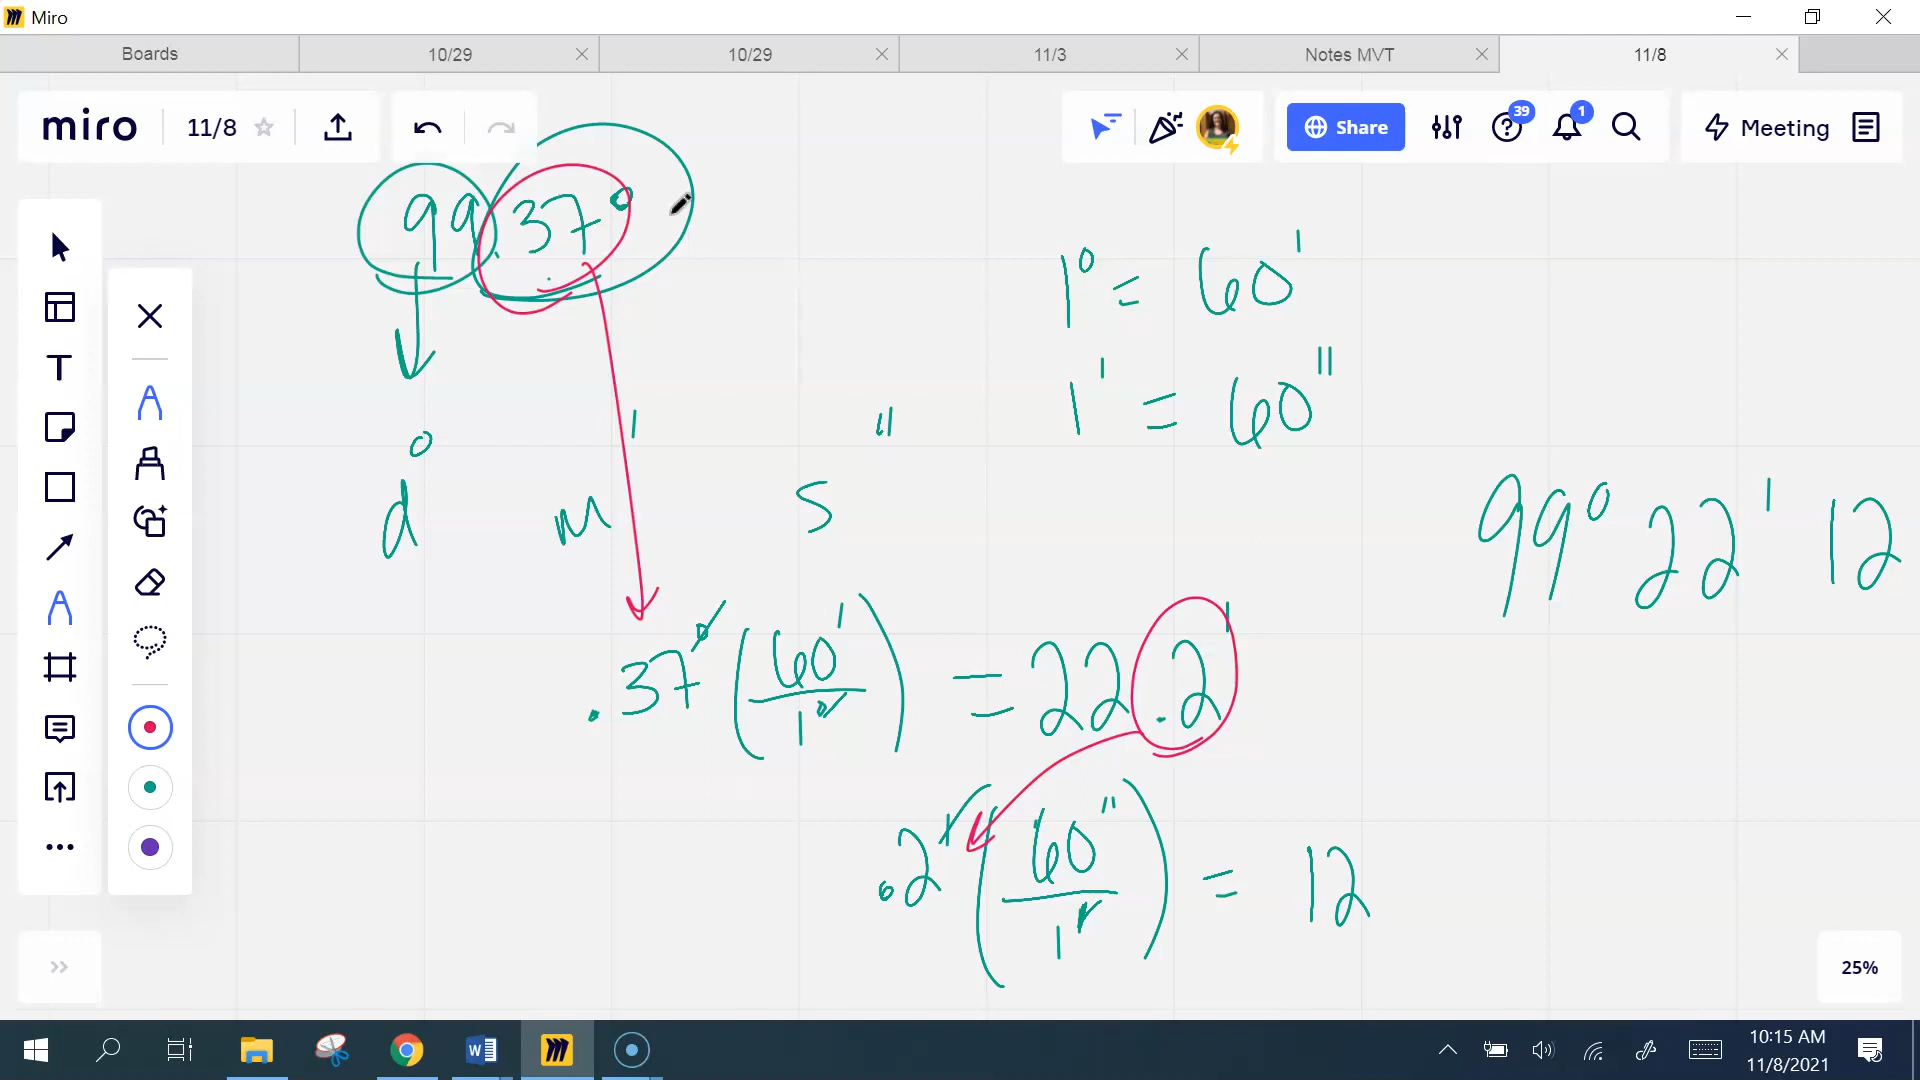 Miro
Boards 10/29 10/29 11/3 Notes MVT 11/8
miro 11/8 Share 39 1 Meeting
99.37°
1° = 60'
1' = 60"
° ' "
d m s
99° 22' 12
.37° (60'/1°) = 22.2'
.2' (60"/1') = 12
T
25%
10:15 AM
11/8/2021